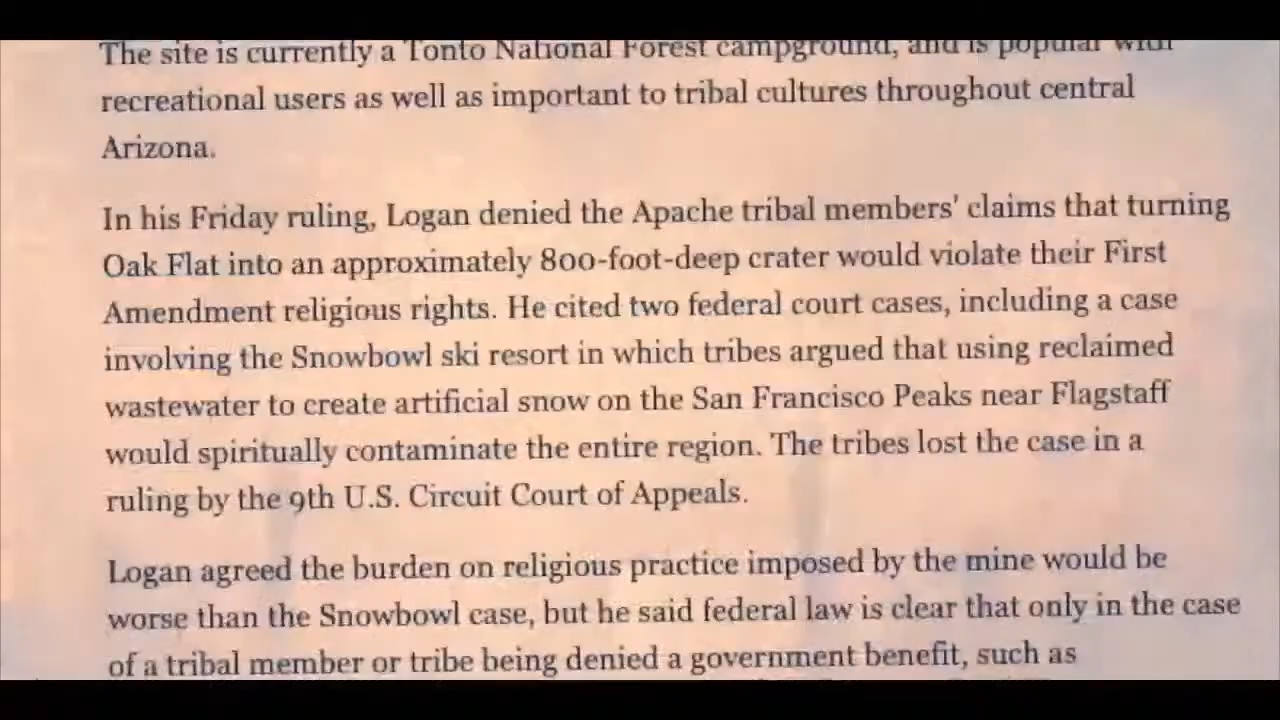 The site is currently a Tonto National Forest campground, and is popular with
recreational users as well as important to tribal cultures throughout central
Arizona.
In his Friday ruling, Logan denied the Apache tribal members' claims that turning
Oak Flat into an approximately 800-foot-deep crater would violate their First
Amendment religious rights. He cited two federal court cases, including a case
involving the Snowbowl ski resort in which tribes argued that using reclaimed
wastewater to create artificial snow on the San Francisco Peaks near Flagstaff
would spiritually contaminate the entire region. The tribes lost the case in a
ruling by the 9th U.S. Circuit Court of Appeals.
Logan agreed the burden on religious practice imposed by the mine would be
worse than the Snowbowl case, but he said federal law is clear that only in the case
of a tribal member or tribe being denied a government benefit, such as